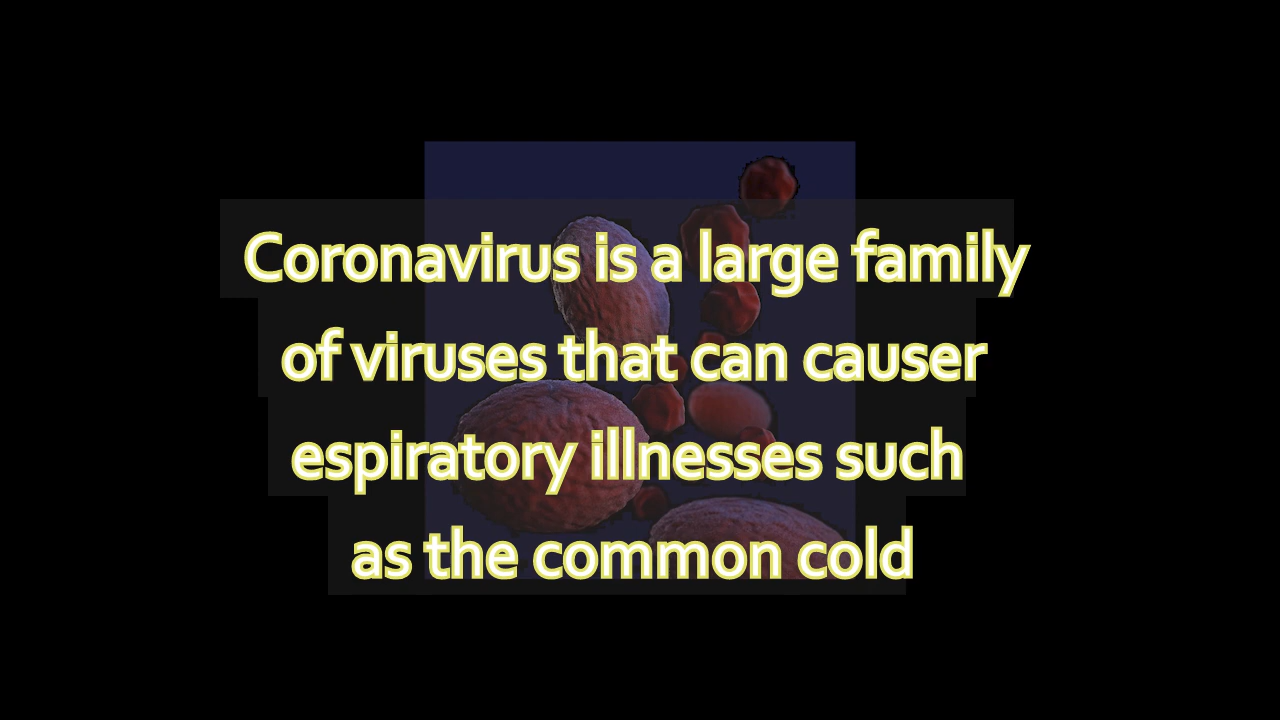 Coronavirus is a large family
of viruses that can causer
espiratory illnesses such
as the common cold